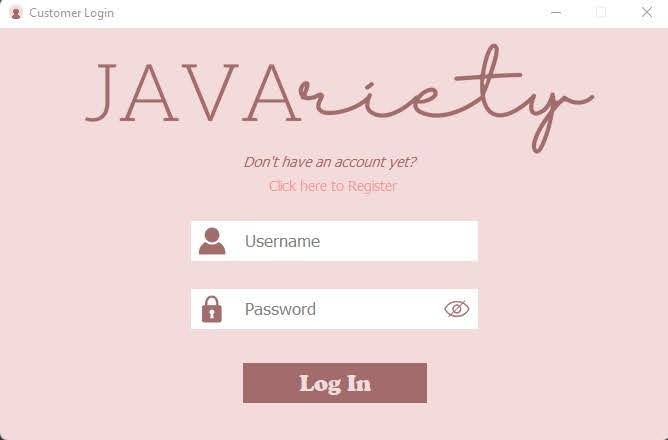 Customer Login
JAVAriety
Don't have an account yet?
Click here to Register
Username
Password
Log In